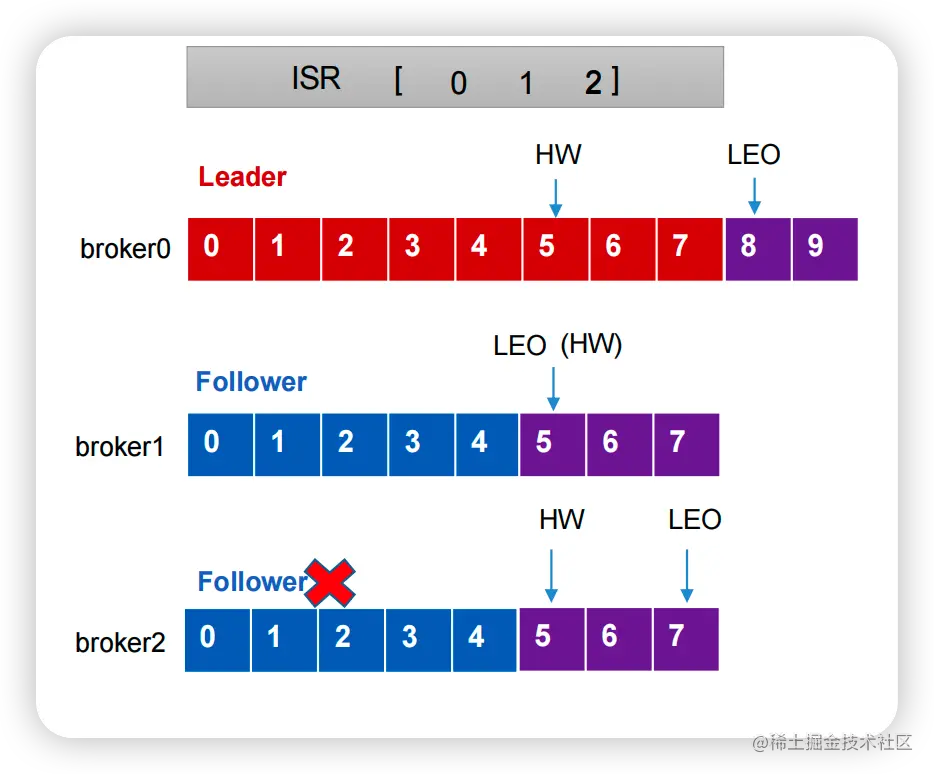 ISR [ 0 1 2 ]
HW LEO
Leader
broker0 0 1 2 3 4 5 6 7 8 9
LEO (HW)
Follower
broker1 0 1 2 3 4 5 6 7
HW LEO
Follower
broker2 0 1 2 3 4 5 6 7
@稀土掘金技术社区